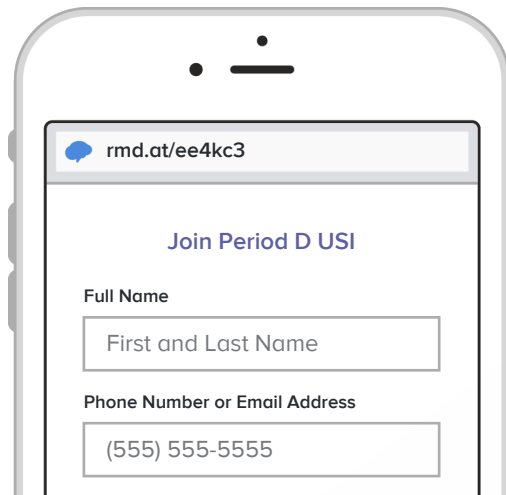 rmd.at/ee4kc3
Join Period D USI
Full Name
First and Last Name
Phone Number or Email Address
(555) 555-5555